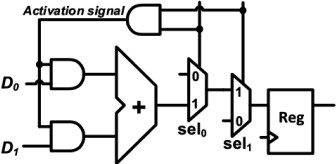 Activation signal
D0
D1
+
0
1
sel0
1
0
sel1
Reg